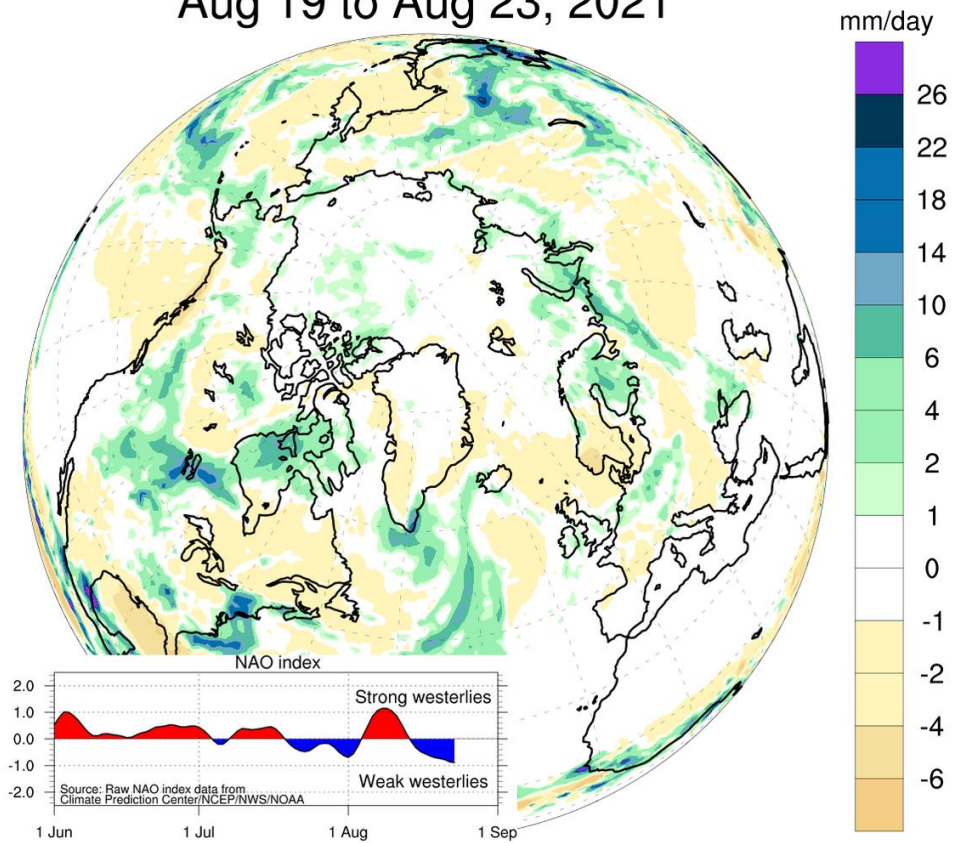 Aug 19 to Aug 23, 2021
mm/day
26
22
18
14
10
6
4
2
1
0
-1
-2
-4
-6
NAO index
2.0
1.0
0.0
-1.0
-2.0
Strong westerlies
Weak westerlies
Source: Raw NAO index data from
Climate Prediction Center/NCEP/NWS/NOAA
1 Jun 1 Jul 1 Aug 1 Sep